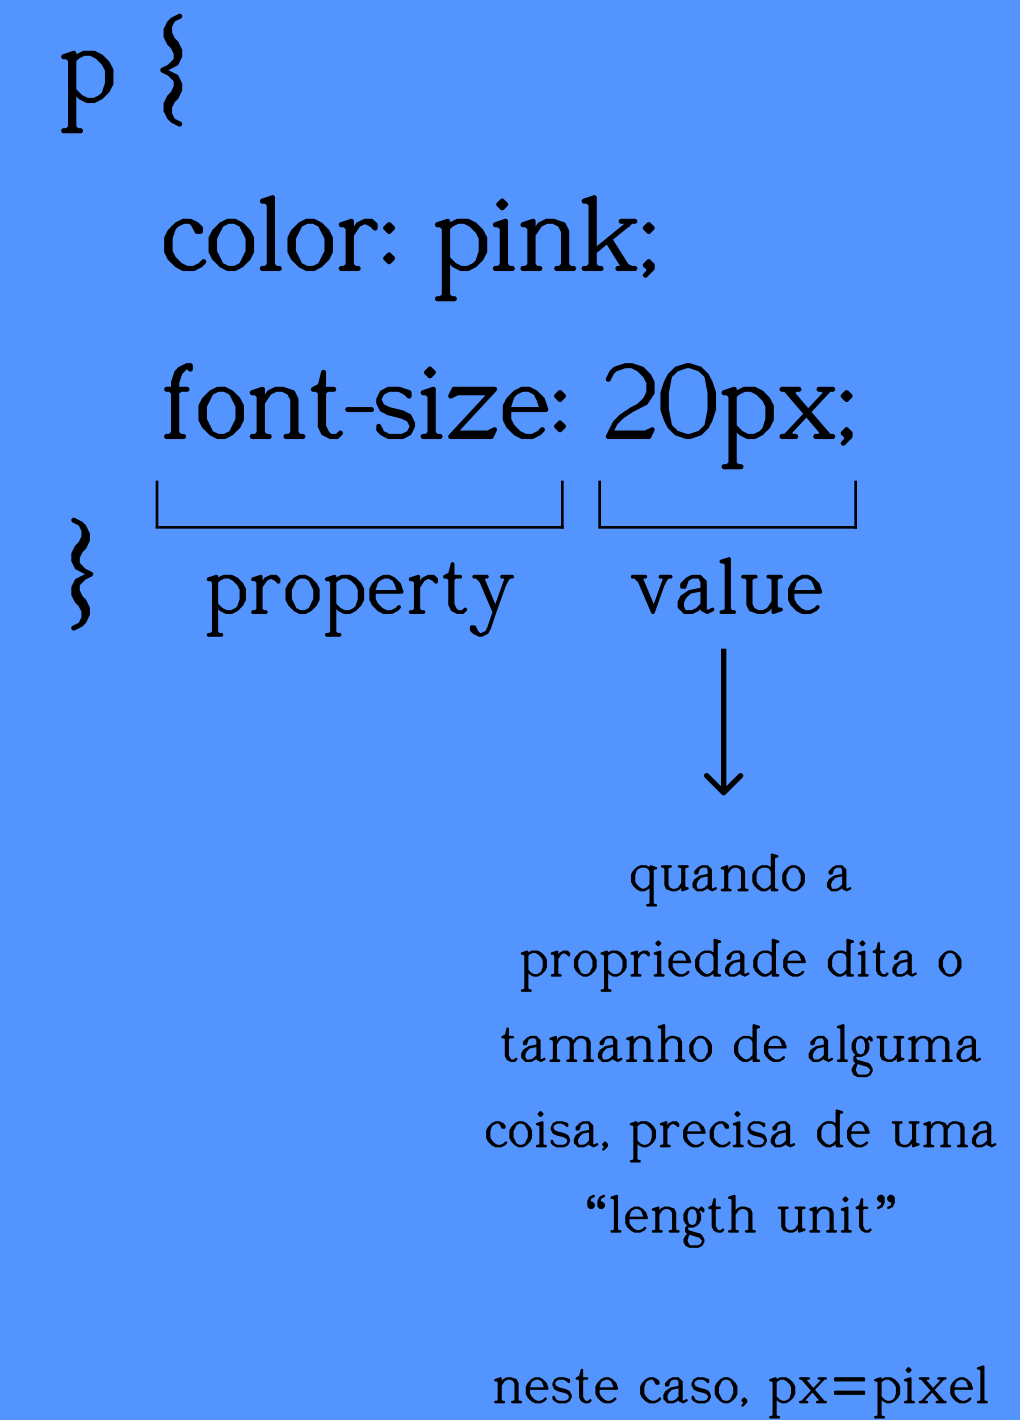 p {
color: pink;
font-size: 20px;
}
property value
quando a
propriedade dita o
tamanho de alguma
coisa, precisa de uma
“length unit”
neste caso, px=pixel